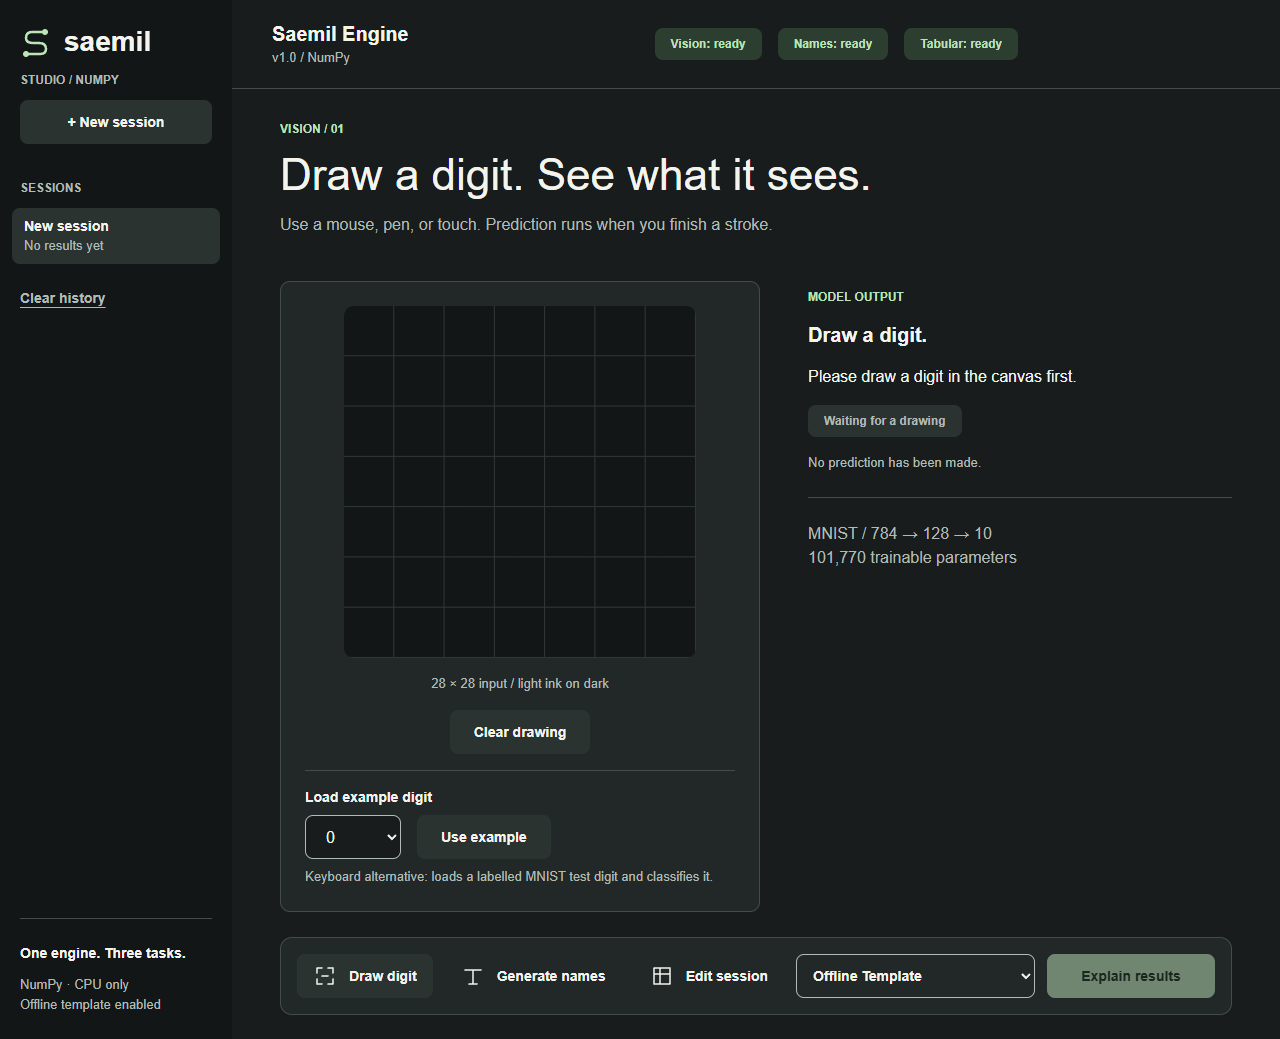 saemil
STUDIO / NUMPY
+ New session
SESSIONS
New session
No results yet
Clear history
One engine. Three tasks.
NumPy · CPU only
Offline template enabled
Saemil Engine
v1.0 / NumPy
Vision: ready
Names: ready
Tabular: ready
VISION / 01
Draw a digit. See what it sees.
Use a mouse, pen, or touch. Prediction runs when you finish a stroke.
28 × 28 input / light ink on dark
Clear drawing
Load example digit
0
Use example
Keyboard alternative: loads a labelled MNIST test digit and classifies it.
MODEL OUTPUT
Draw a digit.
Please draw a digit in the canvas first.
Waiting for a drawing
No prediction has been made.
MNIST / 784 → 128 → 10
101,770 trainable parameters
Draw digit
Generate names
Edit session
Offline Template
Explain results